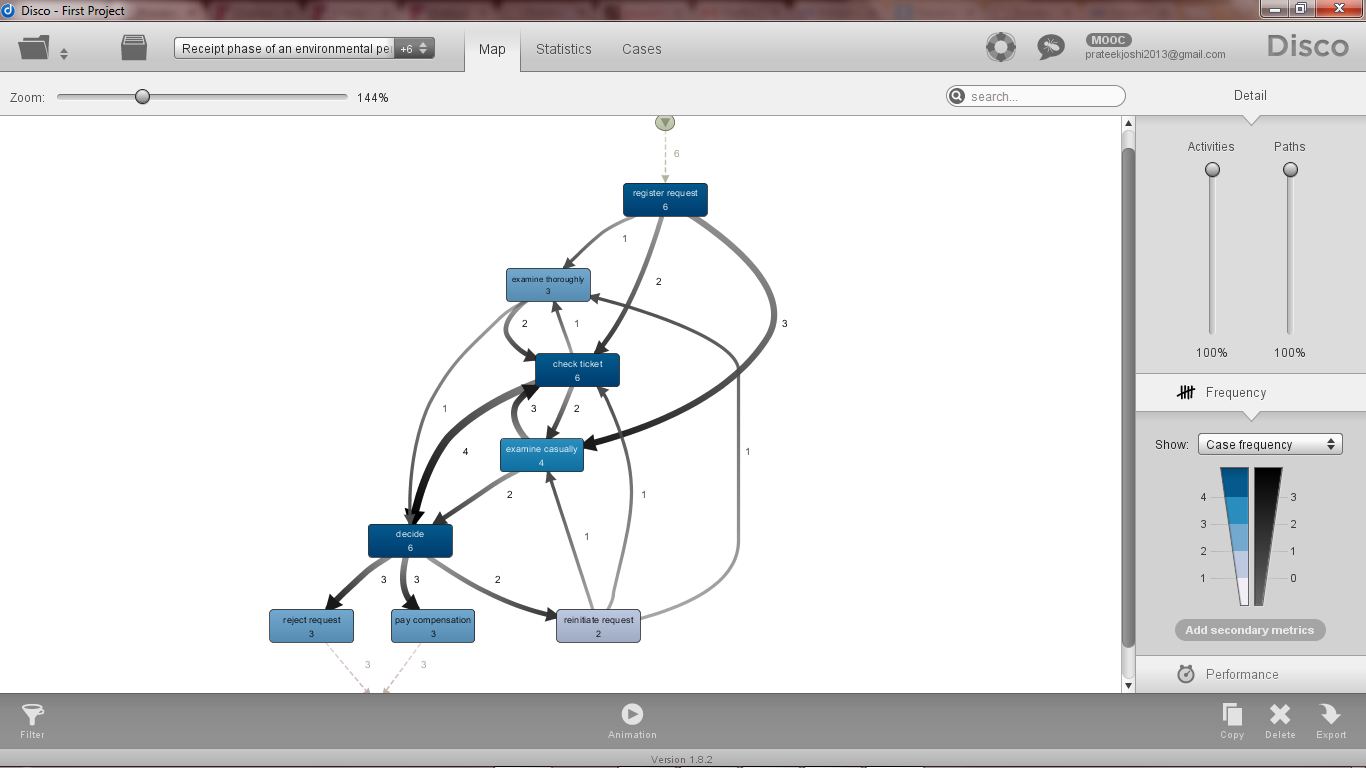 Disco - First Project
Receipt phase of an environmental pe +6
Map
Statistics
Cases
MOOC
prateekjoshi2013@gmail.com
Disco
Zoom:
144%
search...
Detail
6
register request
6
1
2
3
examine thoroughly
3
2
1
check ticket
6
1
4
3
2
examine casually
4
1
2
1
1
decide
6
3
3
2
reject request
3
pay compensation
3
reinitiate request
2
3
3
Activities
Paths
100%
100%
Frequency
Show:
Case frequency
4
3
3
2
2
1
1
0
Add secondary metrics
Performance
Filter
Animation
Copy
Delete
Export
Version 1.8.2